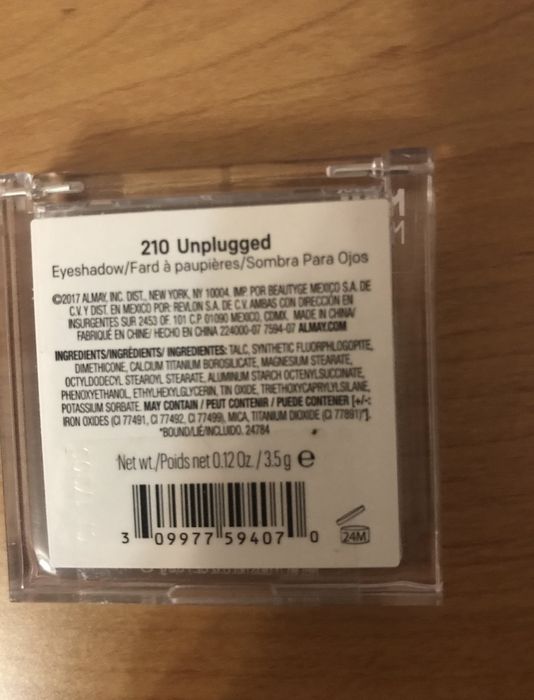 210 Unplugged
Eyeshadow/Fard à paupières/Sombra Para Ojos
©2017 ALMAY, INC. DIST., NEW YORK, NY 10004. IMP. POR BEAUTYGE MEXICO S.A. DE
C.V. Y DIST. EN MEXICO POR: REVLON S.A. DE C.V. AMBAS CON DIRECCIÓN EN
INSURGENTES SUR 2453 OF. 101 C.P. 01090 MEXICO, CDMX. MADE IN CHINA/
FABRIQUÉ EN CHINE/ HECHO EN CHINA 224000-07 7594-07 ALMAY.COM
INGREDIENTS/INGRÉDIENTS/ INGREDIENTES: TALC, SYNTHETIC FLUORPHLOGOPITE,
DIMETHICONE, CALCIUM TITANIUM BOROSILICATE, MAGNESIUM STEARATE,
OCTYLDODECYL STEAROYL STEARATE, ALUMINUM STARCH OCTENYLSUCCINATE,
PHENOXYETHANOL, ETHYLHEXYLGLYCERIN, TIN OXIDE, TRIETHOXYCAPRYLYLSILANE,
POTASSIUM SORBATE. MAY CONTAIN / PEUT CONTENIR / PUEDE CONTENER [+/-:
IRON OXIDES (CI 77491, CI 77492, CI 77499), MICA, TITANIUM DIOXIDE (CI 77891)*].
*BOUND/LIÉ/INCLUIDO. 24784
Net wt./Poids net 0.12 Oz. / 3.5 g ℮
3 09977 59407 0
24M